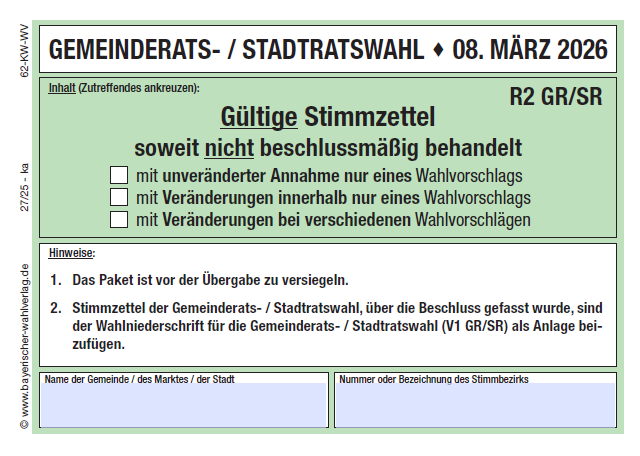 GEMEINDERATS- / STADTRATSWAHL ♦ 08. MÄRZ 2026
Inhalt (Zutreffendes ankreuzen):
R2 GR/SR
Gültige Stimmzettel
soweit nicht beschlussmäßig behandelt
mit unveränderter Annahme nur eines Wahlvorschlags
mit Veränderungen innerhalb nur eines Wahlvorschlags
mit Veränderungen bei verschiedenen Wahlvorschlägen
Hinweise:
1. Das Paket ist vor der Übergabe zu versiegeln.
2. Stimmzettel der Gemeinderats- / Stadtratswahl, über die Beschluss gefasst wurde, sind
der Wahlniederschrift für die Gemeinderats- / Stadtratswahl (V1 GR/SR) als Anlage bei-
zufügen.
Name der Gemeinde / des Marktes / der Stadt
Nummer oder Bezeichnung des Stimmbezirks
© www.bayerischer-wahlverlag.de
27/25 - ka
62-KW-WV